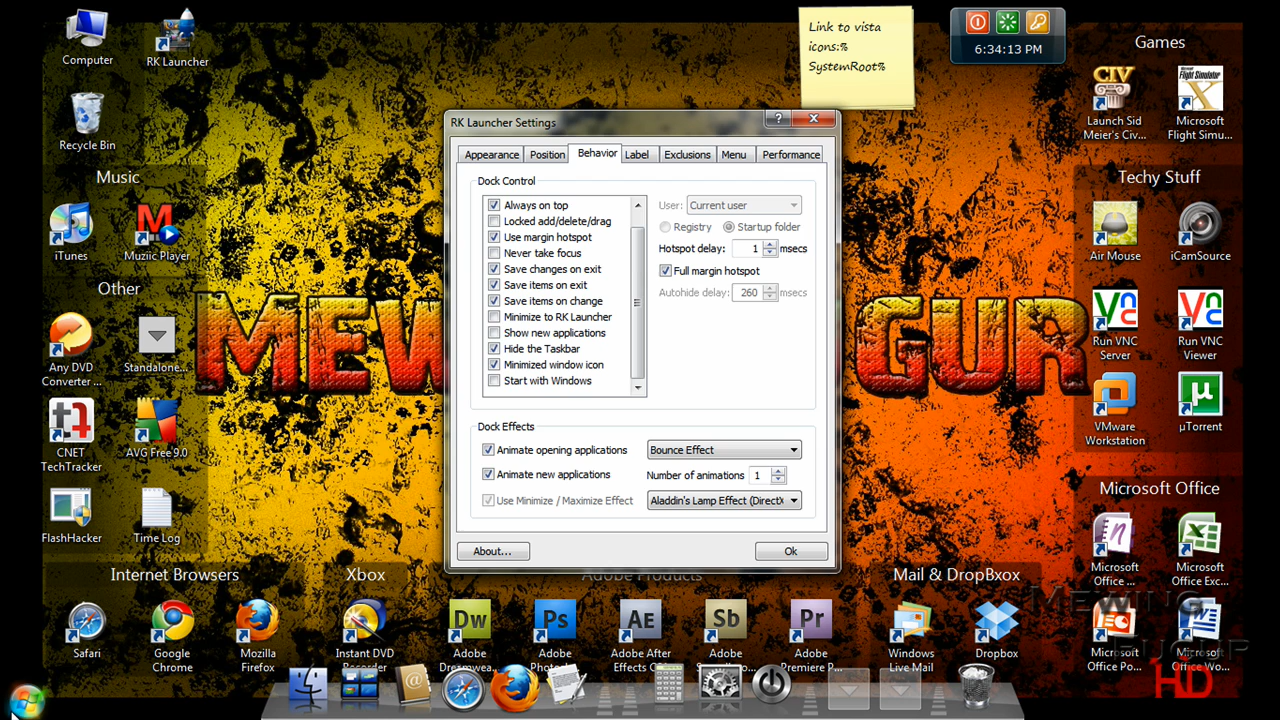 Computer
RK Launcher
Recycle Bin
Link to vista
icons:%
SystemRoot%
6:34:13 PM
Games
Launch Sid
Meier's Civ...
Microsoft
Flight Simu...
Music
iTunes
Muziic Player
Techy Stuff
Air Mouse
iCamSource
Run VNC
Server
Run VNC
Viewer
VMware
Workstation
µTorrent
Other
Any DVD
Converter ...
Standalone...
CNET
TechTracker
AVG Free 9.0
FlashHacker
Time Log
MEW
GUR
RK Launcher Settings
Appearance
Position
Behavior
Label
Exclusions
Menu
Performance
Dock Control
Always on top
Locked add/delete/drag
Use margin hotspot
Never take focus
Save changes on exit
Save items on exit
Save items on change
Minimize to RK Launcher
Show new applications
Hide the Taskbar
Minimized window icon
Start with Windows
User: Current user
Registry
Startup folder
Hotspot delay: 1 msecs
Full margin hotspot
Autohide delay: 260 msecs
Dock Effects
Animate opening applications
Bounce Effect
Animate new applications
Number of animations 1
Use Minimize / Maximize Effect
Aladdin's Lamp Effect (DirectX
About...
Ok
Microsoft Office
Microsoft
Office ...
Microsoft
Office Exc...
Microsoft
Office Po...
Microsoft
Office Wo...
Internet Browsers
Safari
Google
Chrome
Mozilla
Firefox
Xbox
Instant DVD
Recorder
Adobe Products
Dw
Adobe
Dreamwea...
Ps
Adobe
Photosh...
AE
Adobe After
Effects C...
Sb
Adobe
Pr
Adobe
Premiere P...
Mail & DropBxox
Windows
Live Mail
Dropbox
MEWING
HD